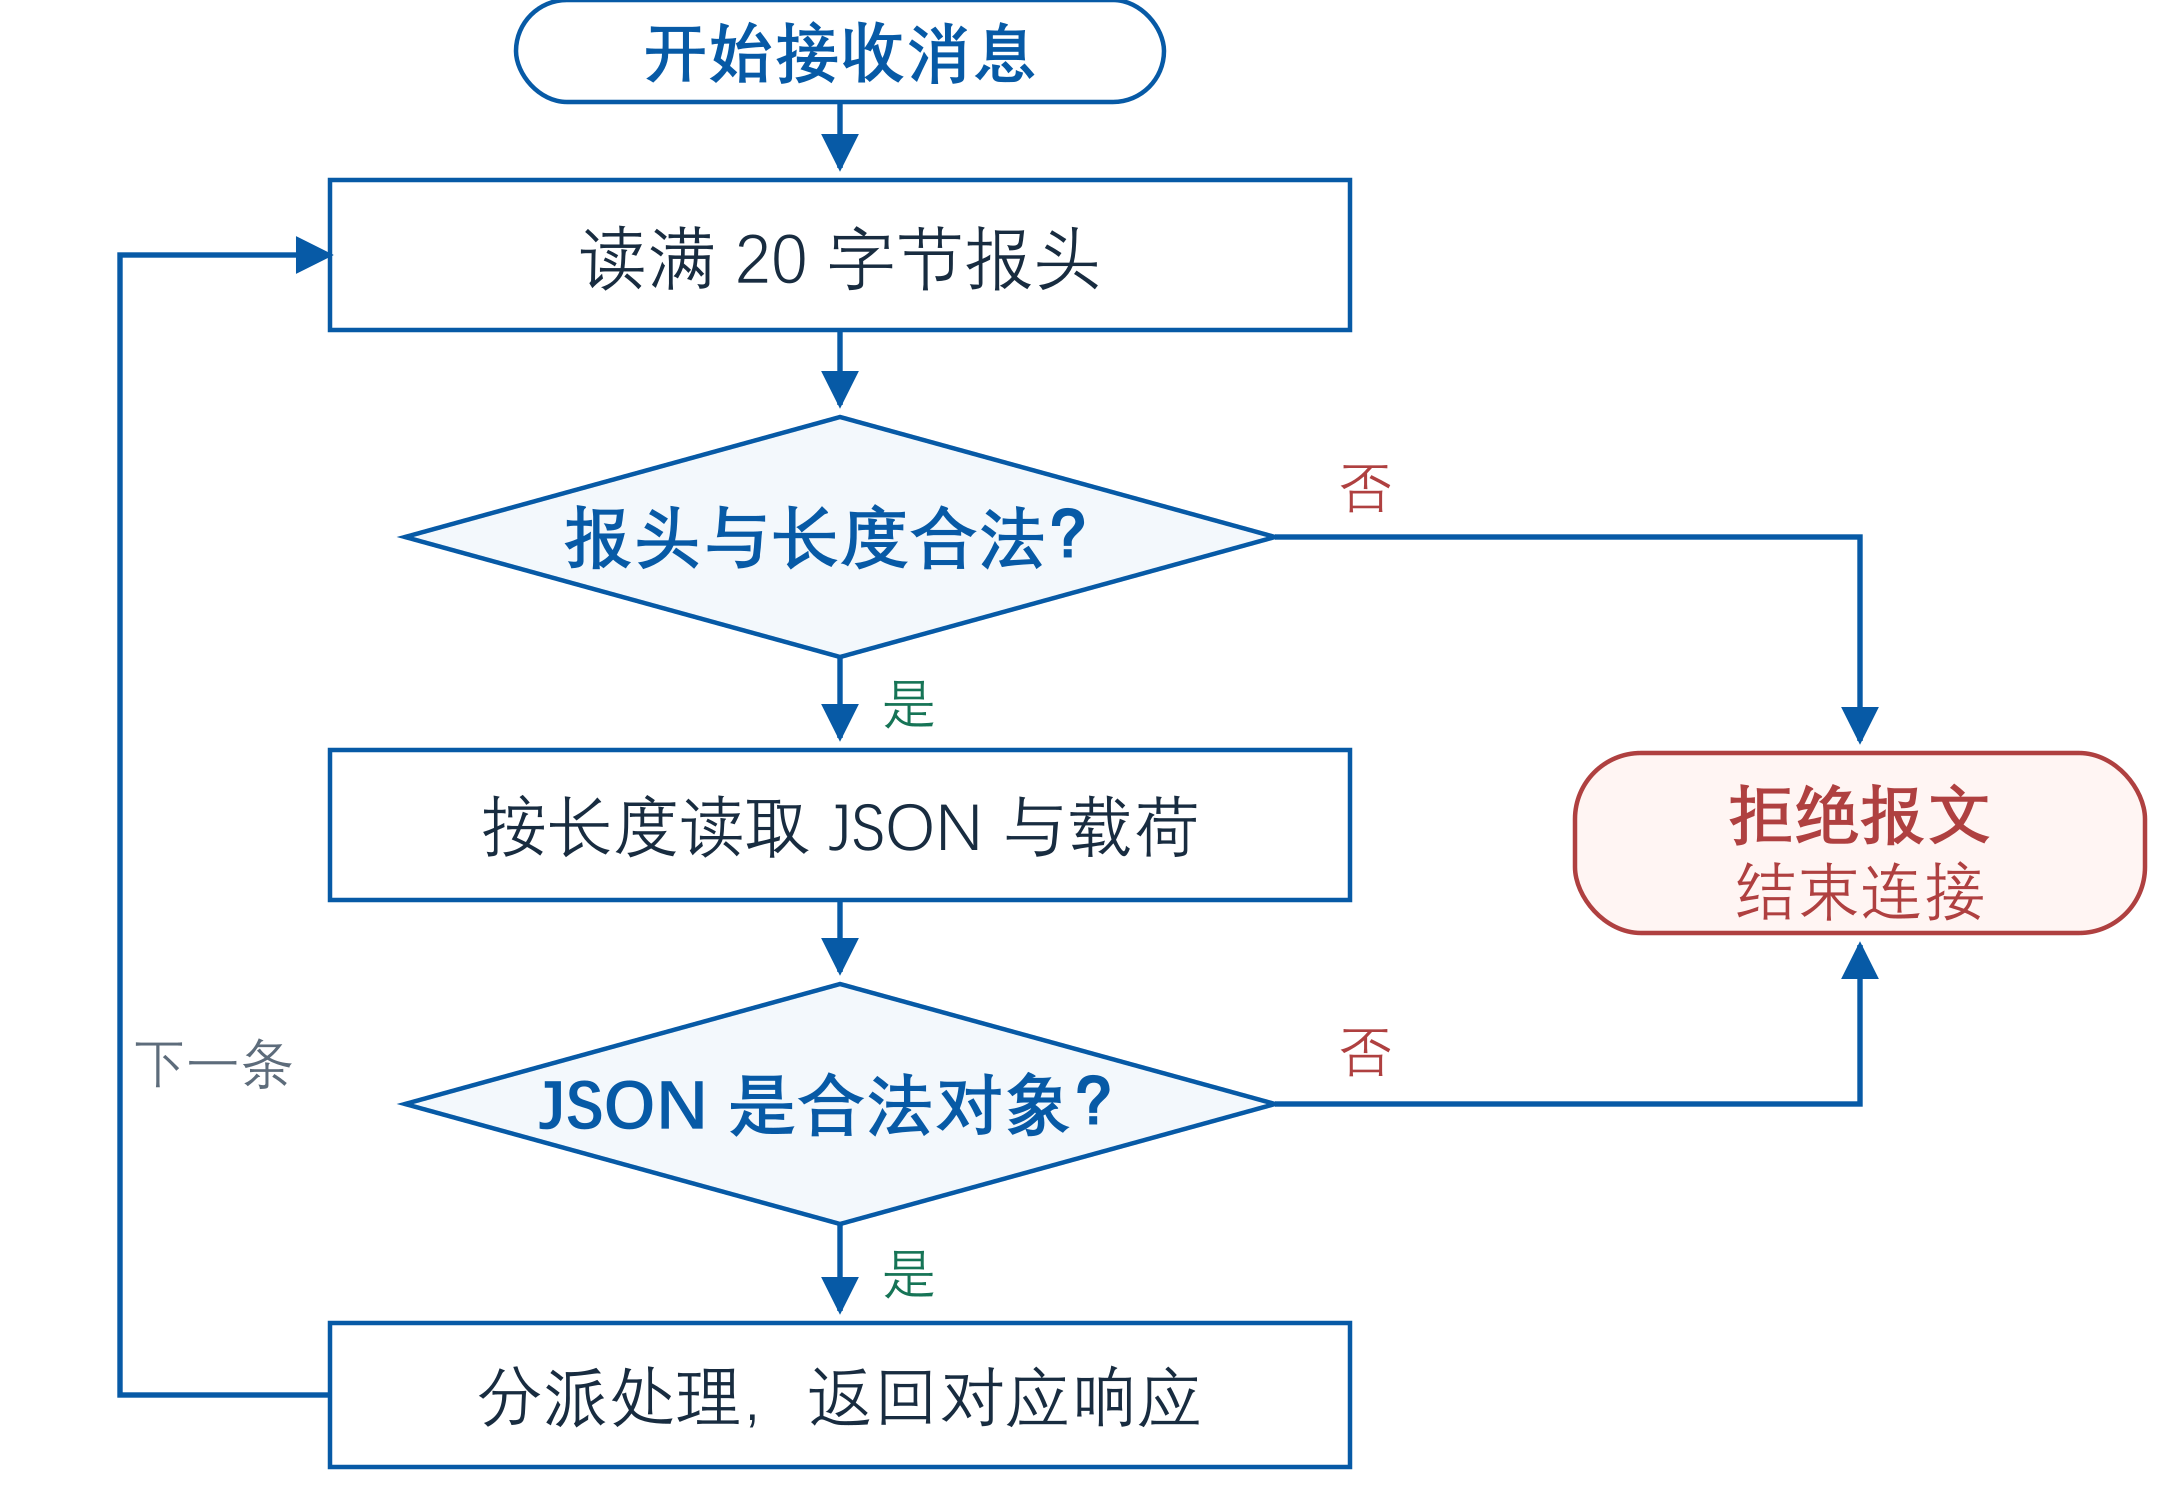 开始接收消息
读满 20 字节报头
报头与长度合法?
否
是
按长度读取 JSON 与载荷
拒绝报文
结束连接
下一条
JSON 是合法对象?
否
是
分派处理，返回对应响应